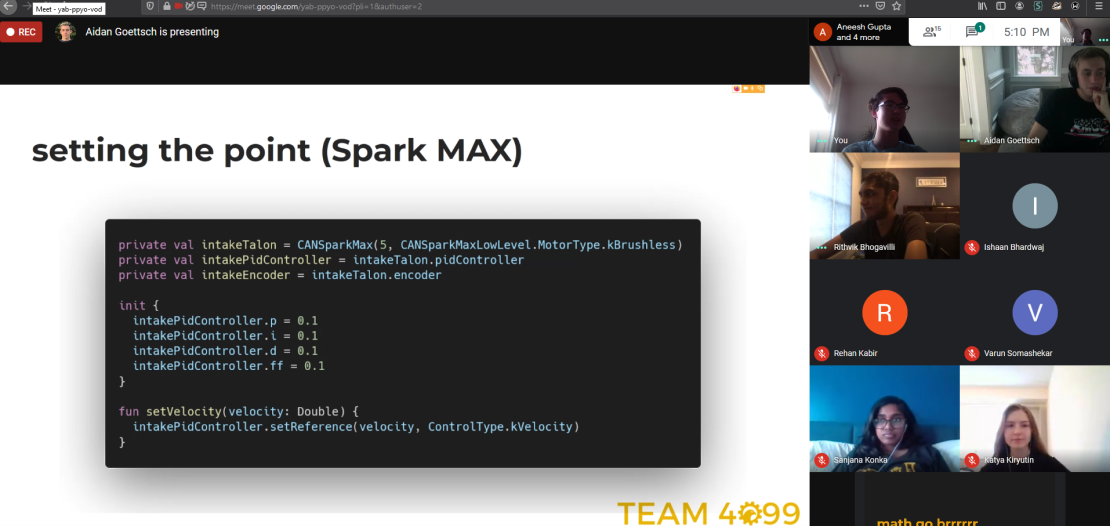 Meet - yab-ppyo-vod
https://meet.google.com/yab-ppyo-vod?pli=1&authuser=2
REC
Aidan Goettsch is presenting
A
Aneesh Gupta
and 4 more
15
1
5:10 PM
You
setting the point (Spark MAX)
private val intakeTalon = CANSparkMax(5, CANSparkMaxLowLevel.MotorType.kBrushless)
private val intakePidController = intakeTalon.pidController
private val intakeEncoder = intakeTalon.encoder
init {
intakePidController.p = 0.1
intakePidController.i = 0.1
intakePidController.d = 0.1
intakePidController.ff = 0.1
}
fun setVelocity(velocity: Double) {
intakePidController.setReference(velocity, ControlType.kVelocity)
}
TEAM 4099
You
Aidan Goettsch
Rithvik Bhogavilli
I
Ishaan Bhardwaj
R
Rehan Kabir
V
Varun Somashekar
Sanjana Konka
Katya Kiryutin
math go brrrrrr